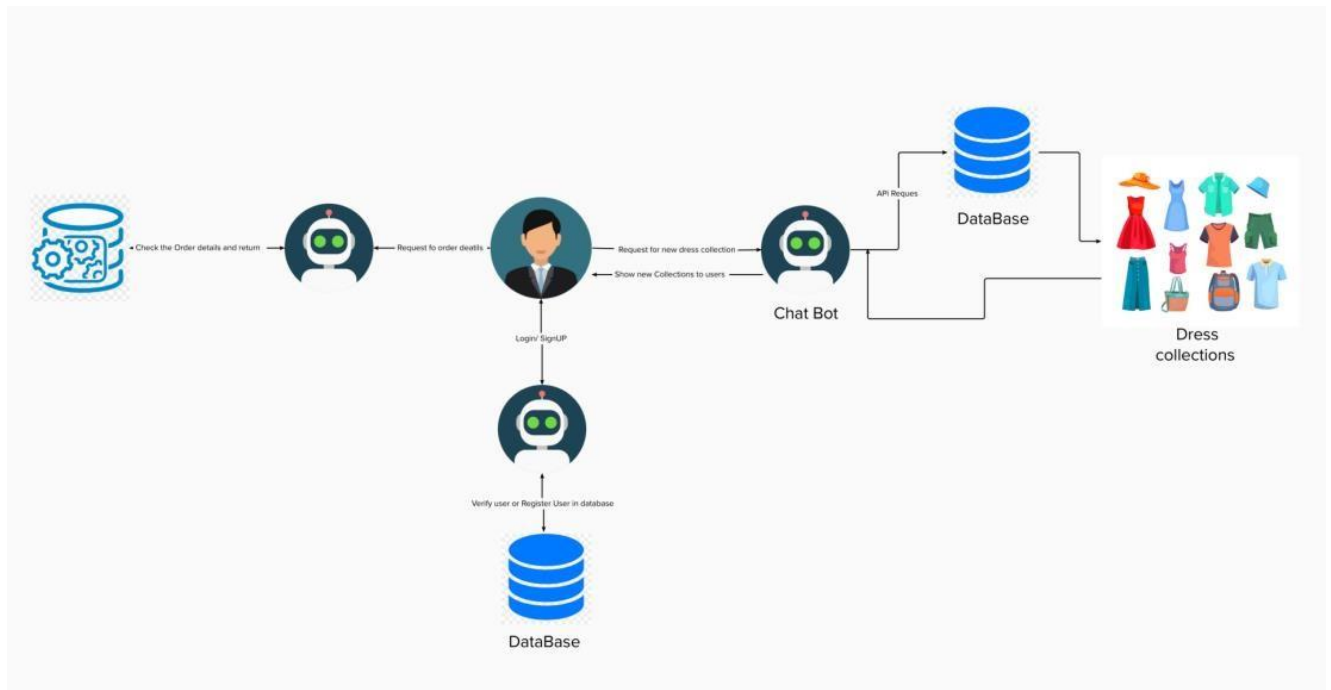 DataBase
APi Reques
Check the Order details and return
Request fo order deatils
Request for new dress collection
Show new Collections to users
Chat Bot
Dress
collections
Login/ SignUP
Verify user or Register User in database
DataBase